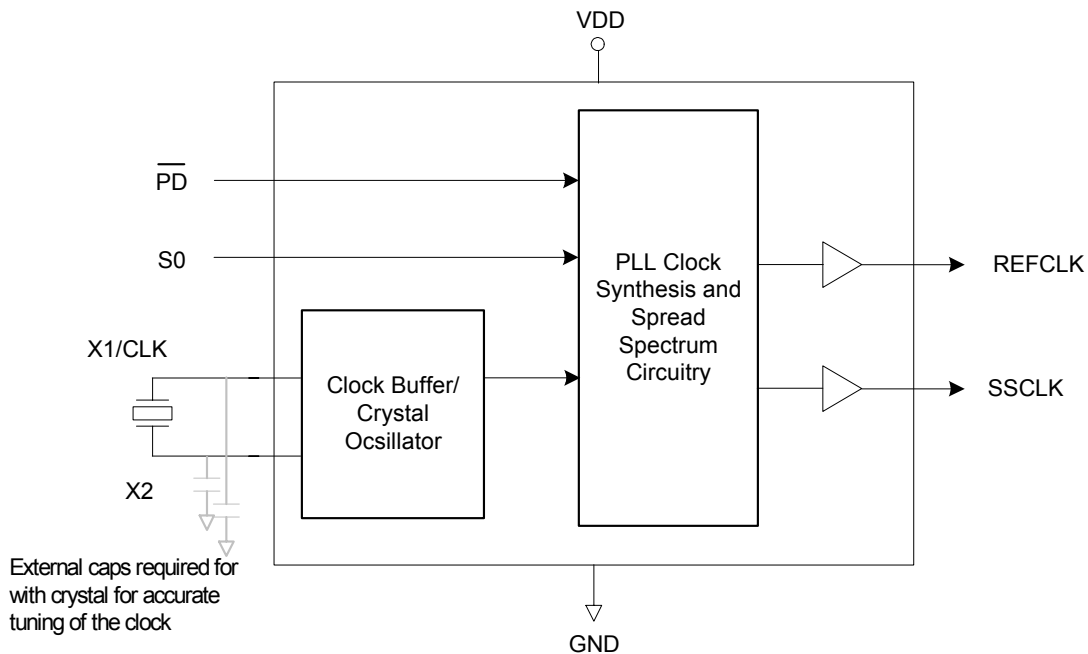 VDD
PD
S0
X1/CLK
X2
Clock Buffer/
Crystal
Ocsillator
PLL Clock
Synthesis and
Spread
Spectrum
Circuitry
REFCLK
SSCLK
External caps required for
with crystal for accurate
tuning of the clock
GND